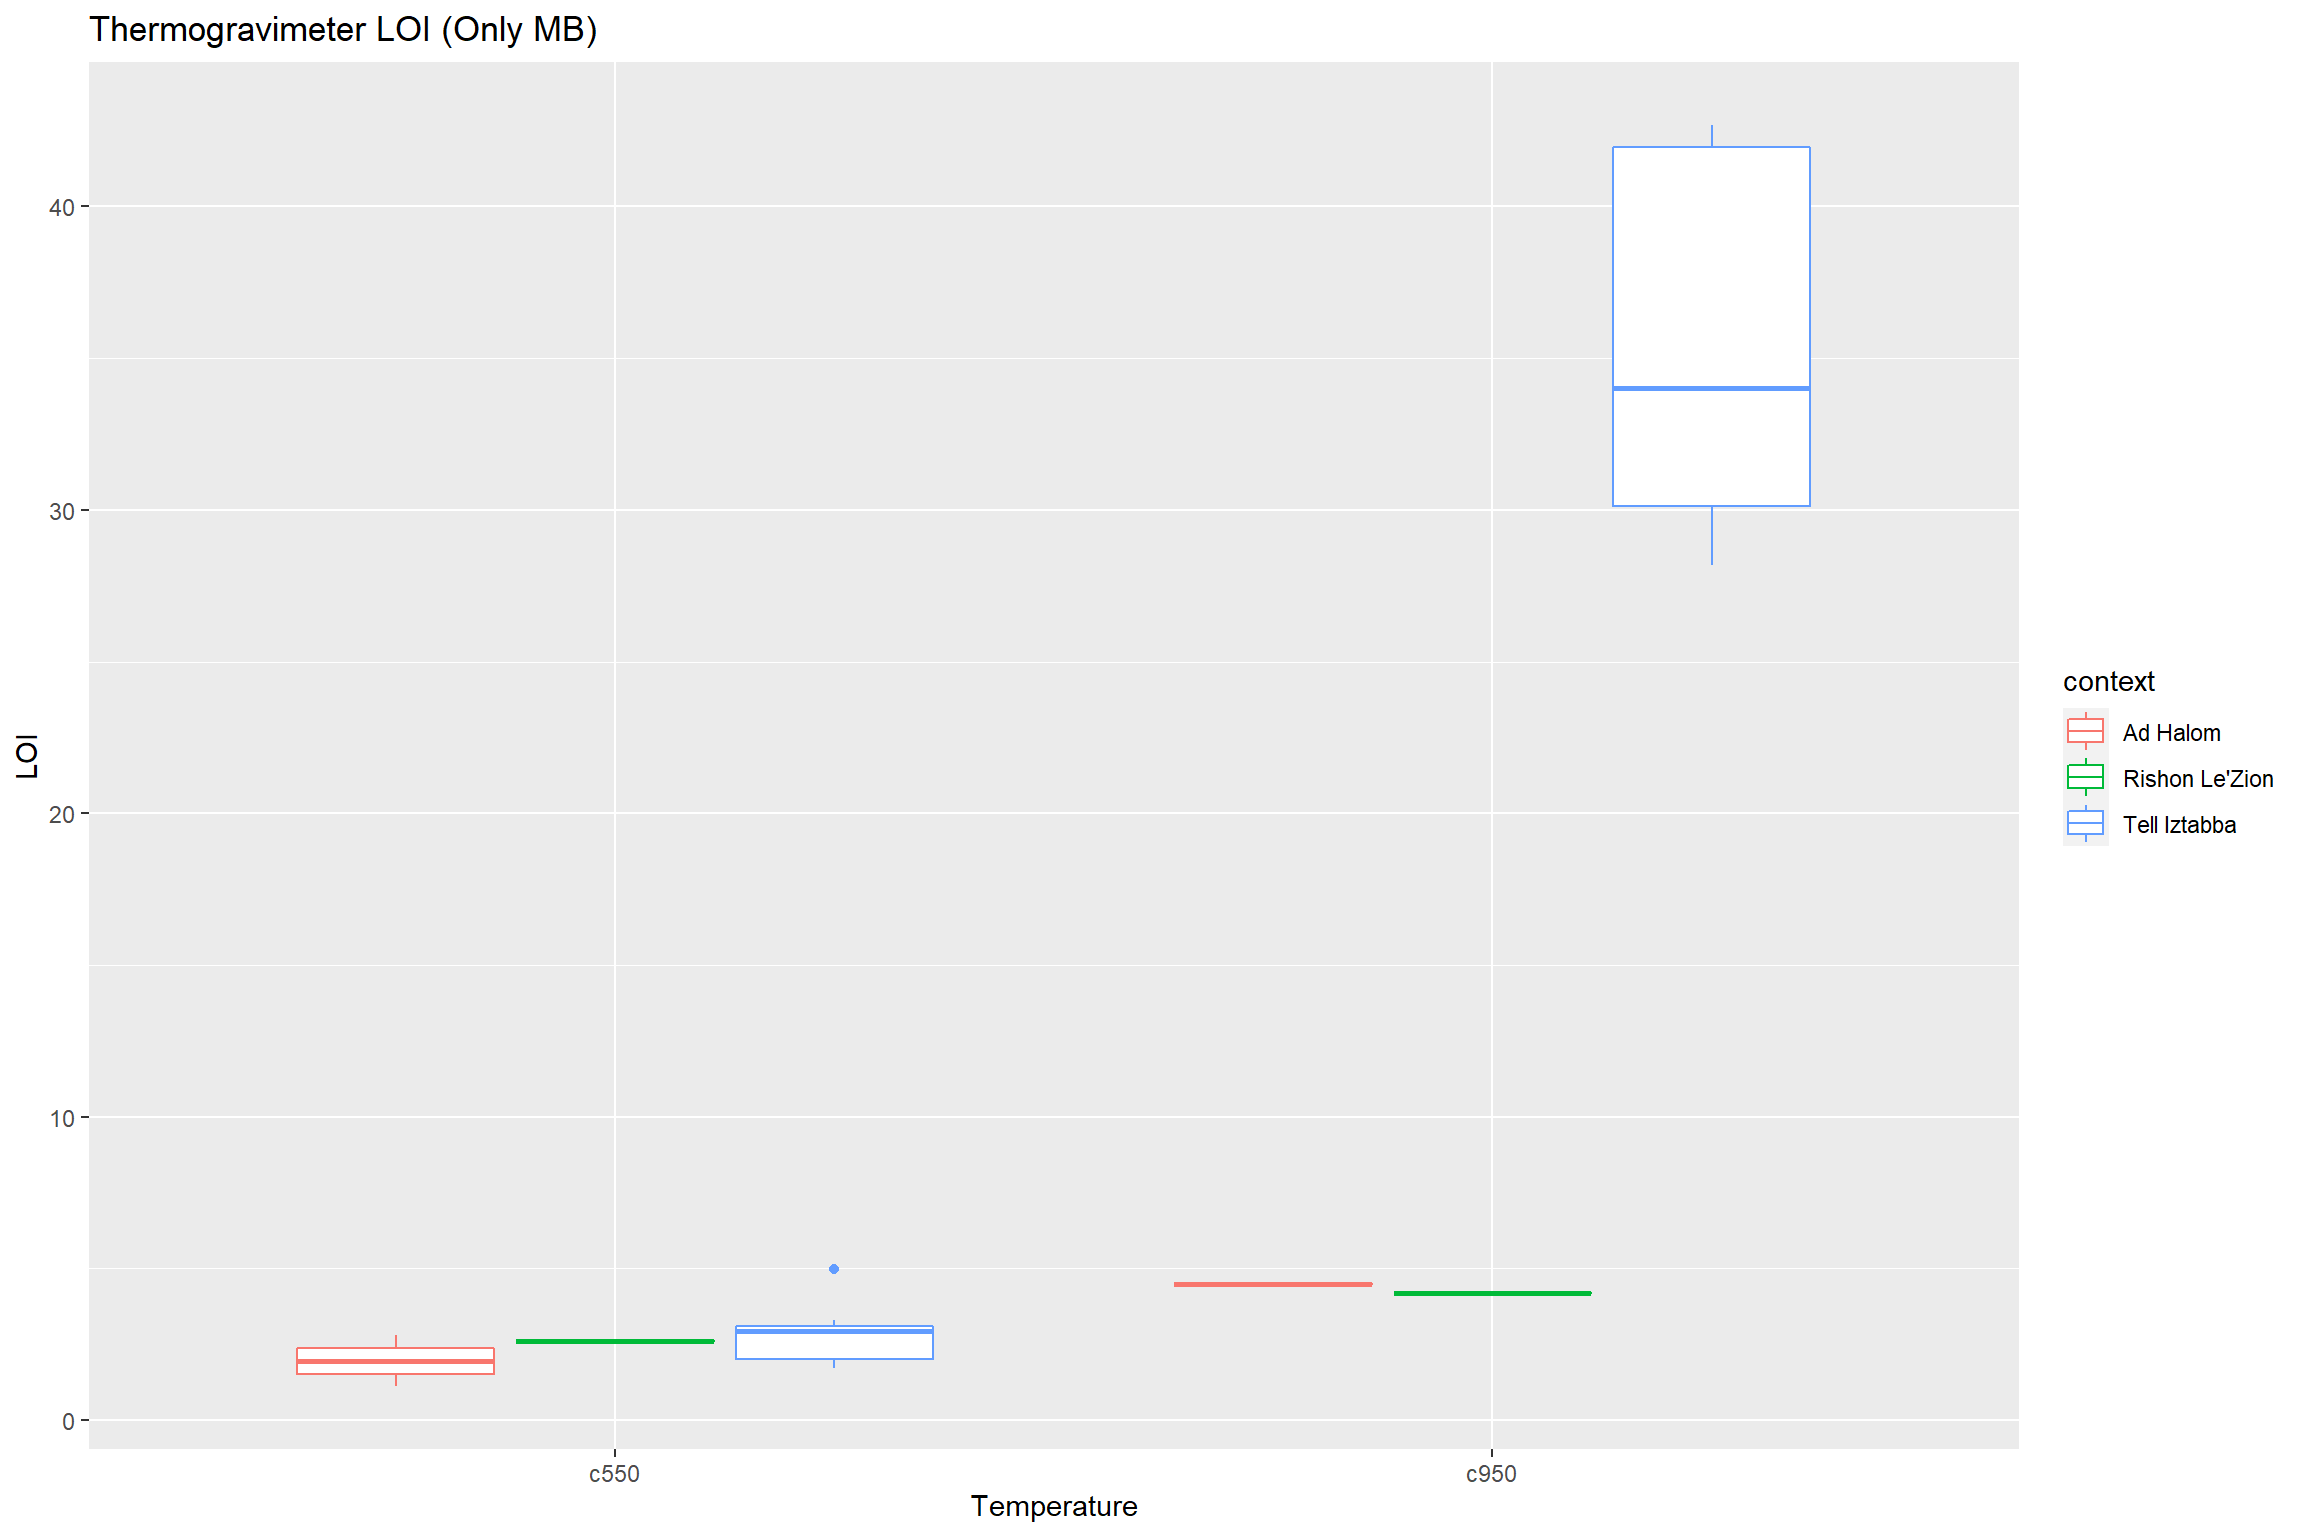 Thermogravimeter LOI (Only MB)
LOI
40
30
20
10
0
c550
c950
Temperature
context
Ad Halom
Rishon Le'Zion
Tell Iztabba